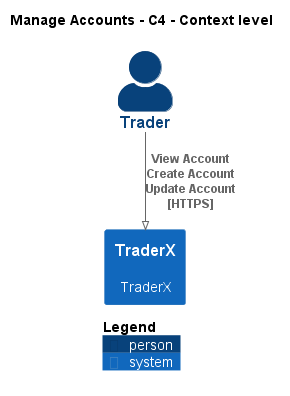 Manage Accounts - C4 - Context level
Trader
View Account
Create Account
Update Account
[HTTPS]
TraderX
TraderX
Legend
person
system